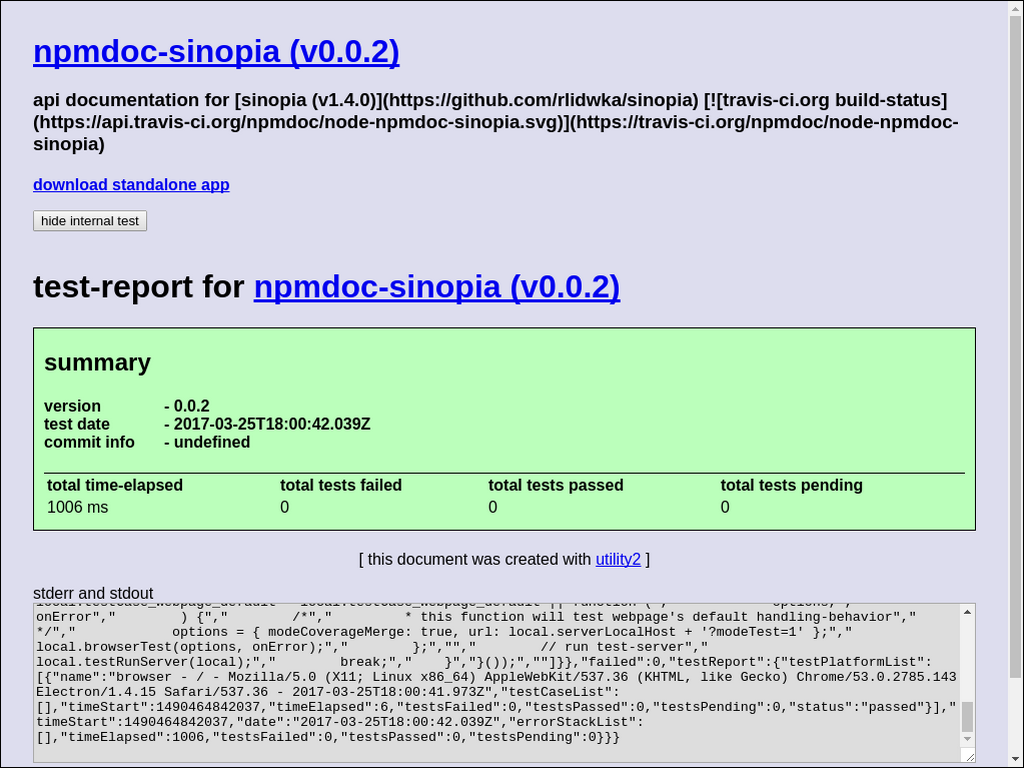 npmdoc-sinopia (v0.0.2)
api documentation for [sinopia (v1.4.0)](https://github.com/rlidwka/sinopia) [![travis-ci.org build-status]
(https://api.travis-ci.org/npmdoc/node-npmdoc-sinopia.svg)](https://travis-ci.org/npmdoc/node-npmdoc-
sinopia)
download standalone app
hide internal test
test-report for npmdoc-sinopia (v0.0.2)
summary
version - 0.0.2
test date - 2017-03-25T18:00:42.039Z
commit info - undefined
total time-elapsed total tests failed total tests passed total tests pending
1006 ms 0 0 0
[ this document was created with utility2 ]
stderr and stdout
onError","        ) {","        /*","         * this function will test webpage's default handling-behavior","
*/","            options = { modeCoverageMerge: true, url: local.serverLocalHost + '?modeTest=1' };","
local.browserTest(options, onError);","        };","","        // run test-server","
local.testRunServer(local);","        break;","    }","}());",""]}},"failed":0,"testReport":{"testPlatformList":
[{"name":"browser - / - Mozilla/5.0 (X11; Linux x86_64) AppleWebKit/537.36 (KHTML, like Gecko) Chrome/53.0.2785.143
Electron/1.4.15 Safari/537.36 - 2017-03-25T18:00:41.973Z","testCaseList":
[],"timeStart":1490464842037,"timeElapsed":6,"testsFailed":0,"testsPassed":0,"testsPending":0,"status":"passed"}],"
timeStart":1490464842037,"date":"2017-03-25T18:00:42.039Z","errorStackList":
[],"timeElapsed":1006,"testsFailed":0,"testsPassed":0,"testsPending":0}}}